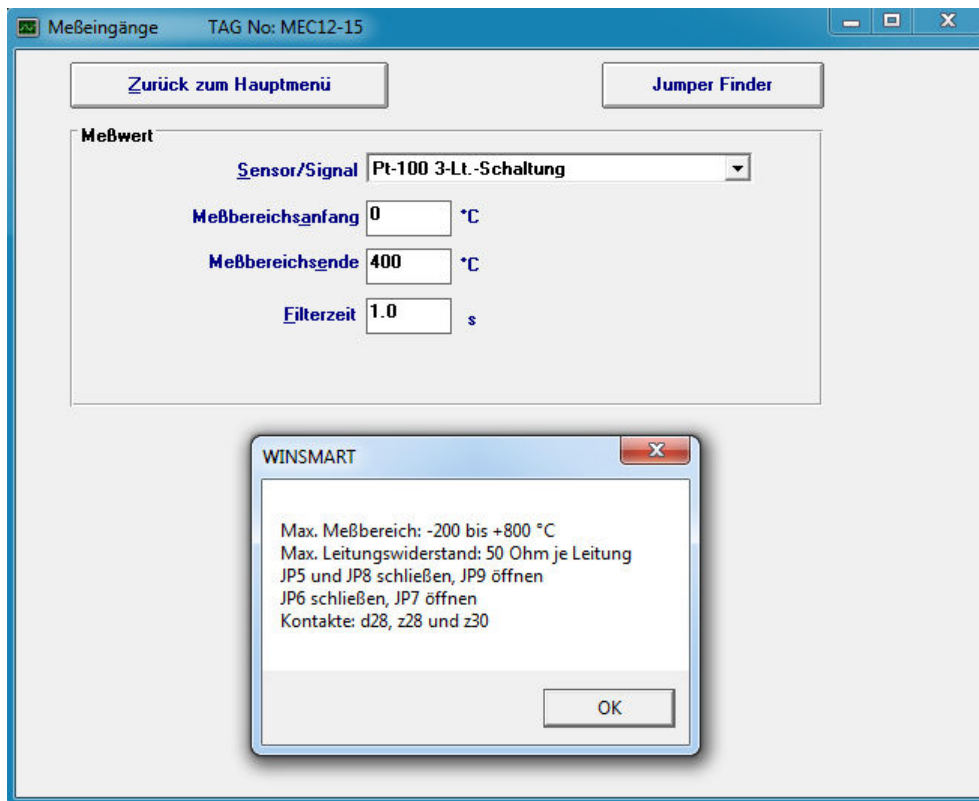 Meßeingänge TAG No: MEC12-15
Zurück zum Hauptmenü Jumper Finder
Meßwert
Sensor/Signal Pt-100 3-Lt.-Schaltung
Meßbereichsanfang 0 °C
Meßbereichsende 400 °C
Filterzeit 1.0 s
WINSMART
Max. Meßbereich: -200 bis +800 °C
Max. Leitungswiderstand: 50 Ohm je Leitung
JP5 und JP8 schließen, JP9 öffnen
JP6 schließen, JP7 öffnen
Kontakte: d28, z28 und z30
OK